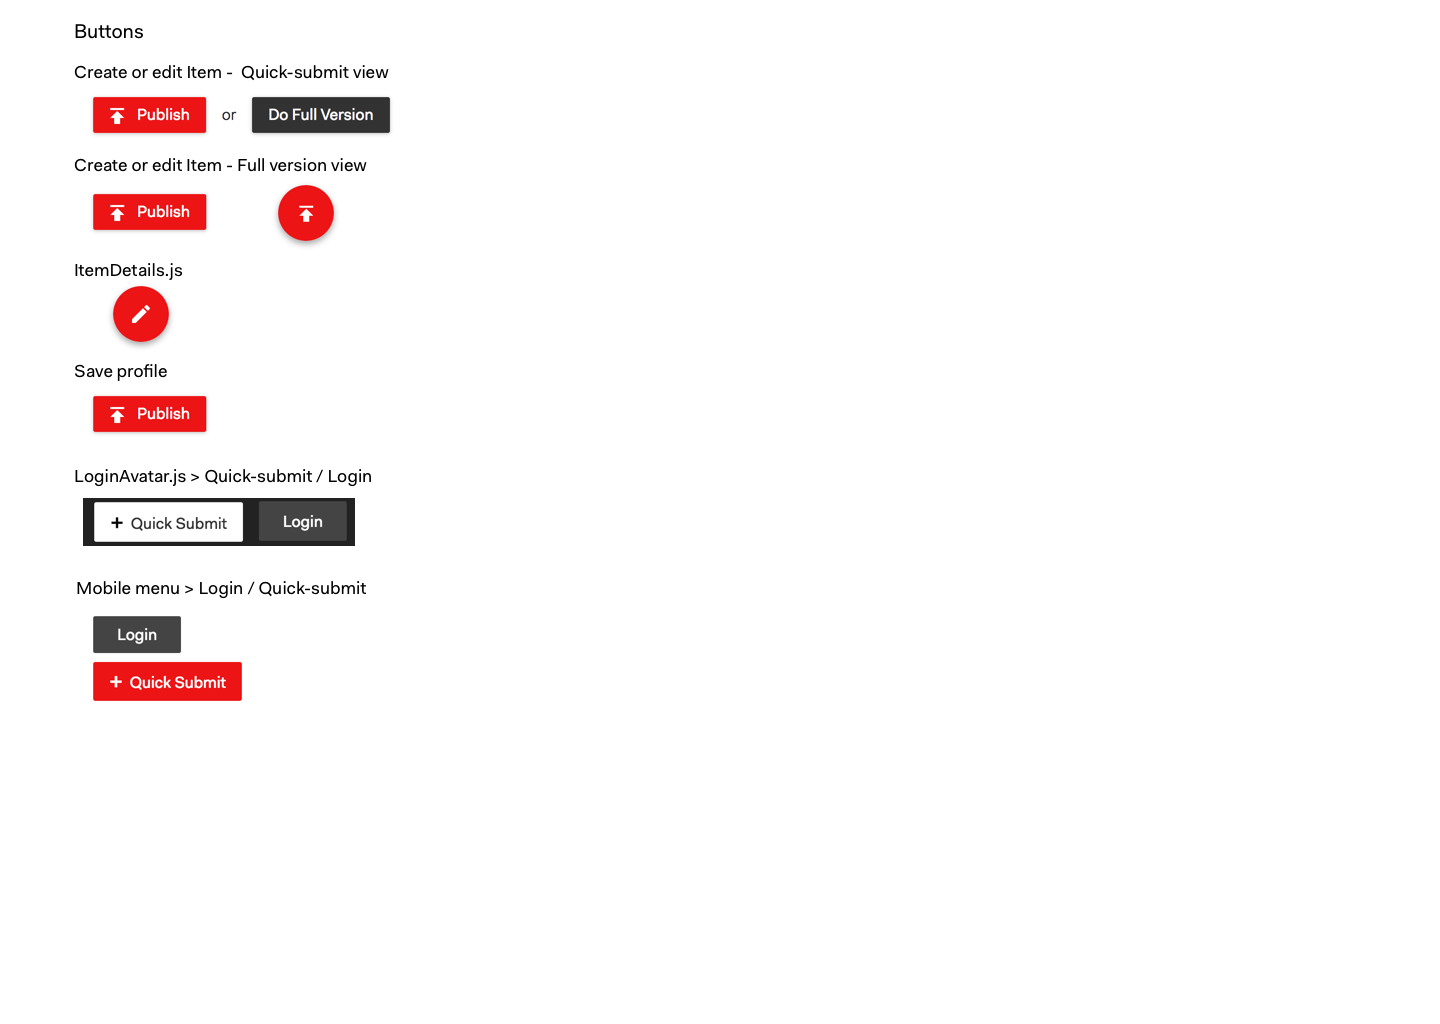 Buttons
Create or edit Item -  Quick-submit view
Publish or Do Full Version
Create or edit Item - Full version view
Publish
ItemDetails.js
Save profile
Publish
LoginAvatar.js > Quick-submit / Login
+ Quick Submit Login
Mobile menu > Login / Quick-submit
Login
+ Quick Submit